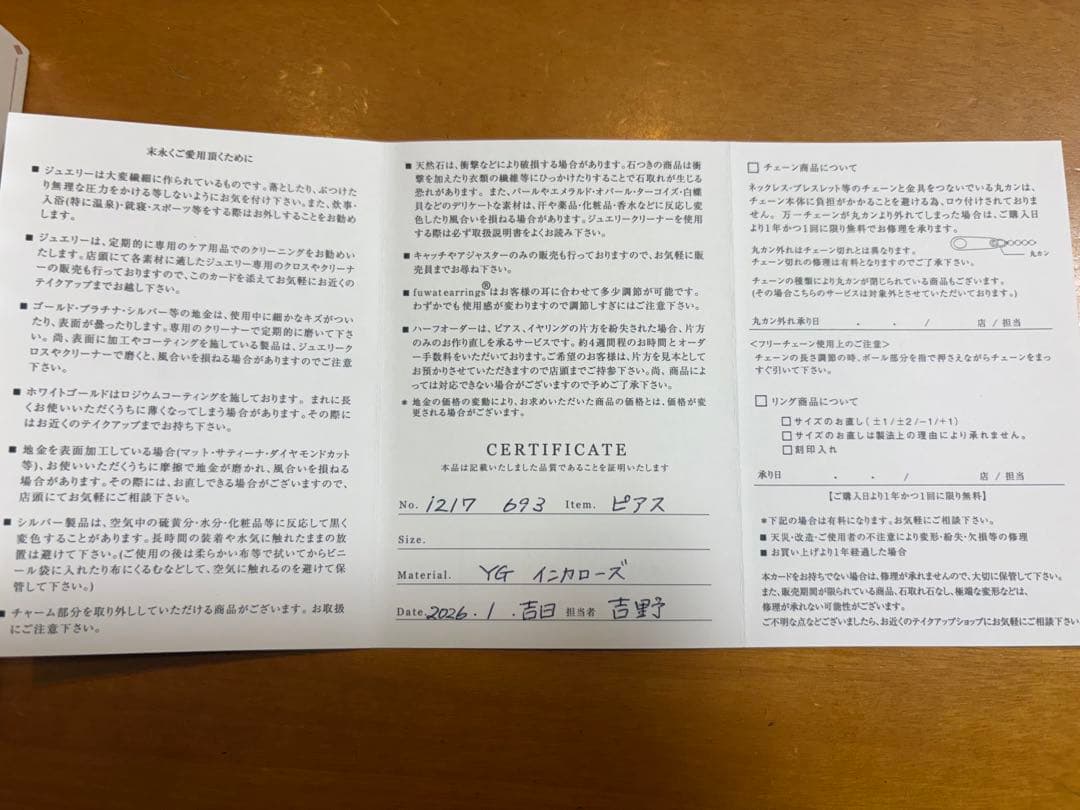 末永くご愛用頂くために
■ ジュエリーは大変繊細に作られているものです。落としたり、ぶつけた
り無理な圧力をかける等しないようにお気を付け下さい。また、炊事・
入浴(特に温泉)・就寝・スポーツ等をする際はお外しすることをお勧め
します。
■ ジュエリーは、定期的に専用のケア用品でのクリーニングをお勧めい
たします。店頭にて各素材に適したジュエリー専用のクロスやクリーナ
ーの販売も行っておりますので、このカードを添えてお気軽にお近くの
テイクアップまでお越し下さい。
■ ゴールド・プラチナ・シルバー等の地金は、使用中に細かなキズがつい
たり、表面が曇ったりします。専用のクリーナーで定期的に磨いて下さ
い。 尚、表面に加工やコーティングを施している製品は、ジュエリーク
ロスやクリーナーで磨くと、風合いを損ねる場合がありますのでご注意
下さい。
■ ホワイトゴールドはロジウムコーティングを施しております。 まれに長
くお使いいただくうちに薄くなってしまう場合があります。その際に
はお近くのテイクアップまでお持ち下さい。
■ 地金を表面加工している場合(マット・サティーナ・ダイヤモンドカット
等)、お使いいただくうちに摩擦で地金が磨かれ、風合いを損ねる
場合があります。その際には、お直しできる場合がございますので、
店頭にてお気軽にご相談下さい。
■ シルバー製品は、空気中の硫黄分・水分・化粧品等に反応して黒く
変色することがあります。長時間の装着や水気に触れたままの放
置は避けて下さい。(ご使用の後は柔らかい布等で拭いてからビニ
ール袋に入れたり布にくるむなどして、空気に触れるのを避けて保
管して下さい。)
■ チャーム部分を取り外ししていただける商品がございます。お取扱
にご注意下さい。
■ 天然石は、衝撃などにより破損する場合があります。石つきの商品は衝
撃を加えたり衣類の繊維等にひっかけたりすることで石取れが生じる
恐れがあります。 また、パールやエメラルド・オパール・ターコイズ・白蝶
貝などのデリケートな素材は、汗や薬品・化粧品・香水などに反応し変
色したり風合いを損ねる場合があります。ジュエリークリーナーを使用
する際は必ず取扱説明書をよくお読み下さい。
■ キャッチやアジャスターのみの販売も行っておりますので、お気軽に販
売員までお尋ね下さい。
■ fuwatearrings®はお客様の耳に合わせて多少調節が可能です。
わずかでも使用感が変わりますので調節しすぎにはご注意下さい。
■ ハーフオーダーは、ピアス、イヤリングの片方を紛失された場合、片方
のみのお作り直しを承るサービスです。約4週間程のお時間とオーダ
ー手数料をいただいております。ご希望のお客様は、片方を見本として
お預かりさせていただきますので店頭までご持参下さい。尚、商品によ
っては対応できない場合がございますので予めご了承下さい。
* 地金の価格の変動により、お求めいただいた商品の価格とは、価格が変
更される場合がございます。
CERTIFICATE
本品は記載いたしました品質であることを証明いたします
No. i217 693 Item. ピアス
Size.
Material. YG インカローズ
Date. 2026.1.吉日 担当者 吉野
□ チェーン商品について
ネックレス・ブレスレット等のチェーンと金具をつないでいる丸カンは、
チェーン本体に負担がかかることを避ける為、ロウ付けされておりま
せん。 万一チェーンが丸カンより外れてしまった場合は、ご購入日
より1年かつ1回に限り無料でお修理を承ります。
丸カン外れはチェーン切れとは異なります。
チェーン切れの修理は有料となりますのでご了承下さい。
丸カン
チェーンの種類により丸カンが閉じられている商品もございます。
(その場合こちらのサービスは対象外とさせていただいております。)
丸カン外れ承り日 ・ ・ / 店 / 担当
<フリーチェーン使用上のご注意>
チェーンの長さ調節の時、ボール部分を指で押さえながらチェーンをまっ
すぐ引いて下さい。
□ リング商品について
□ サイズのお直し (±1/±2/-1/+1)
□ サイズのお直しは製法上の理由により承れません。
□ 刻印入れ
承り日 ・ ・ / 店 / 担当
【ご購入日より1年かつ1回に限り無料】
*下記の場合は有料になります。お気軽にご相談下さい。
■ 天災・改造・ご使用者の不注意により変形・紛失・欠損等の修理
■ お買い上げより1年経過した場合
本カードをお持ちでない場合は、修理が承れませんので、大切に保管して下さい。
また、販売期間が限られている商品、石取れ石なし、極端な変形などは、
修理が承れない可能性がございます。
ご不明な点などございましたら、お近くのテイクアップショップにお気軽にご相談下さい